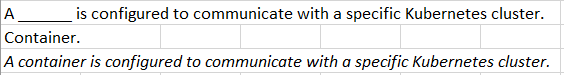 A ______ is configured to communicate with a specific Kubernetes cluster.
Container.
A container is configured to communicate with a specific Kubernetes cluster.